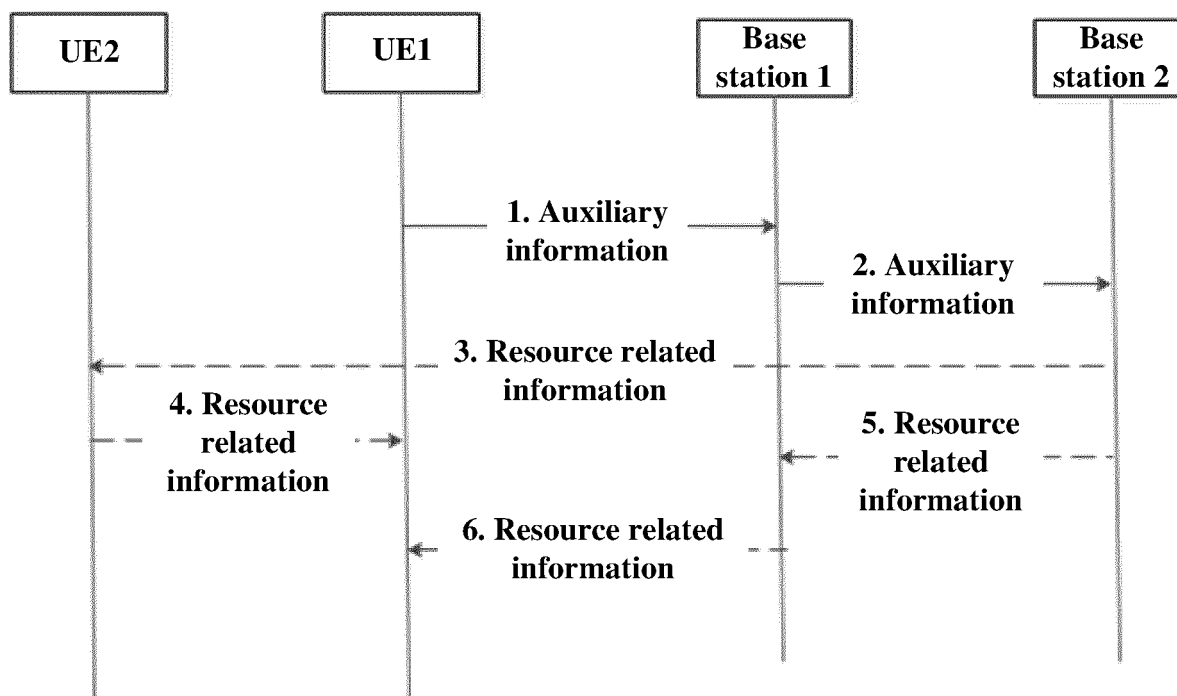 UE2
UE1
Base
station 1
Base
station 2
1. Auxiliary
information
2. Auxiliary
information
3. Resource related
information
4. Resource
related
information
5. Resource
related
information
6. Resource related
information